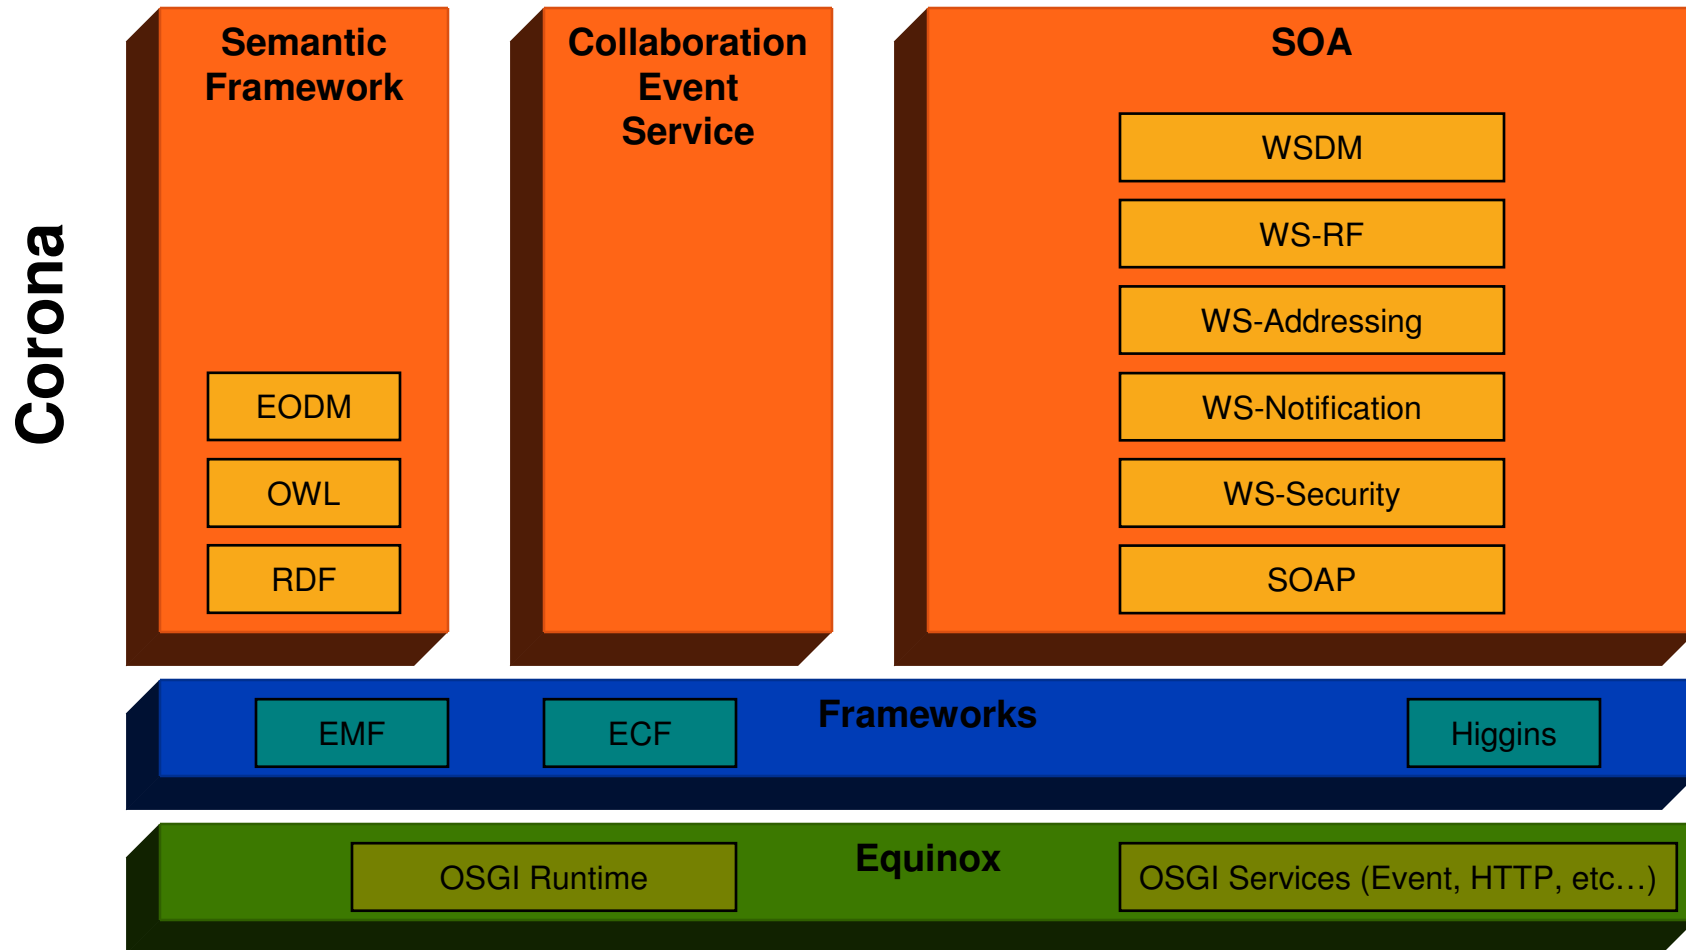 Corona
Semantic
Framework
EODM
OWL
RDF
Collaboration
Event
Service
SOA
WSDM
WS-RF
WS-Addressing
WS-Notification
WS-Security
SOAP
Frameworks
EMF
ECF
Higgins
Equinox
OSGI Runtime
OSGI Services (Event, HTTP, etc…)